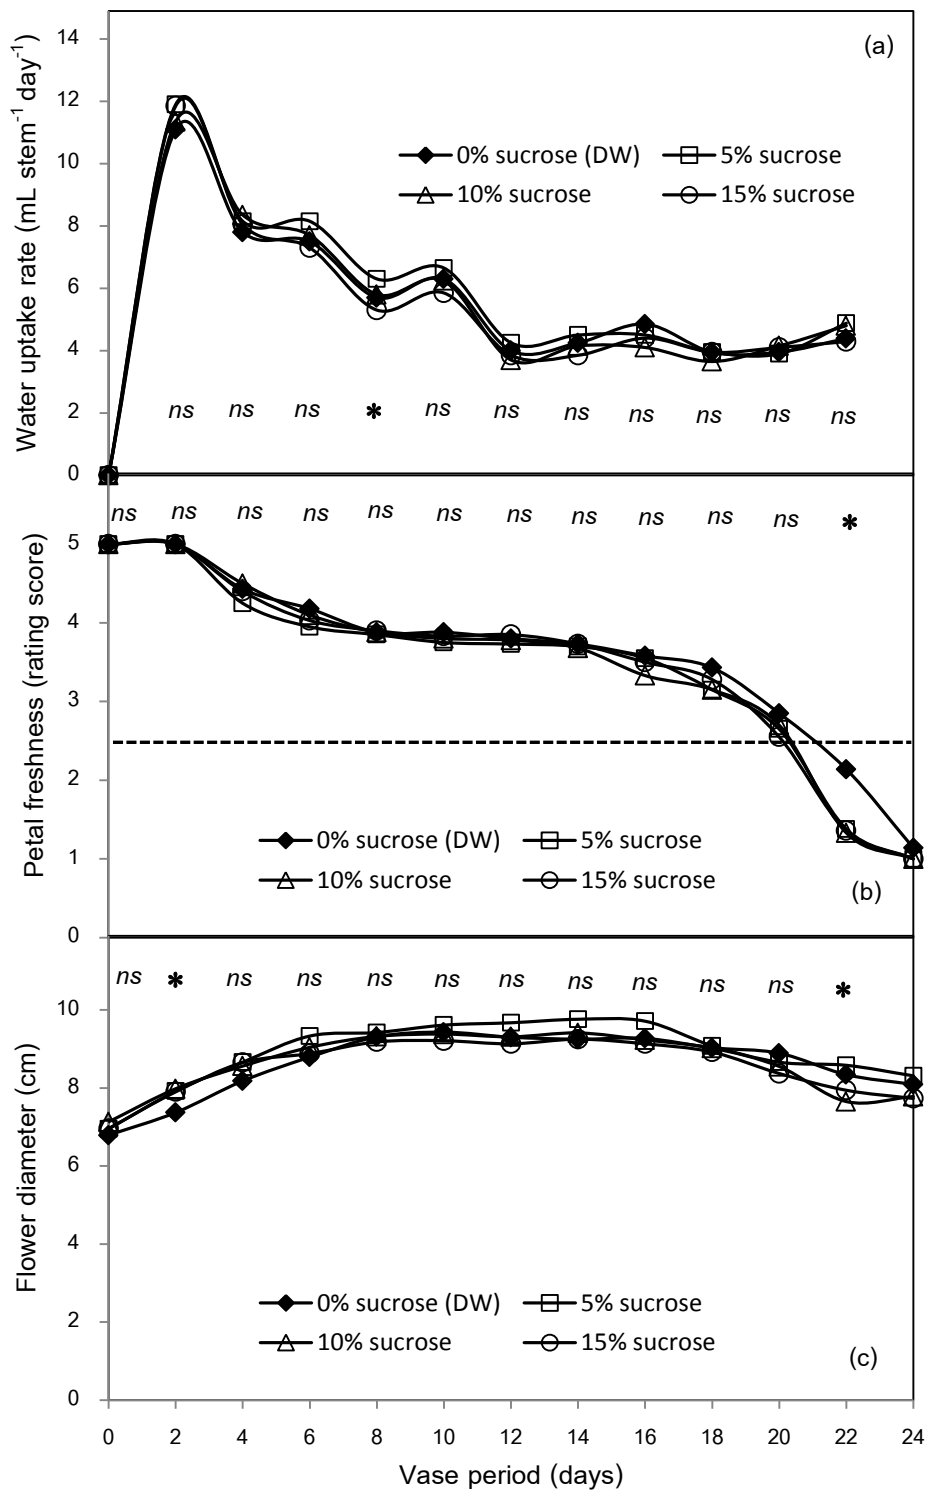 14
(a)
12
0% sucrose (DW) 5% sucrose
10
10% sucrose 15% sucrose
8
6
4
2
ns ns ns * ns ns ns ns ns ns ns
0
Water uptake rate (mL stem⁻¹ day⁻¹)
ns ns ns ns ns ns ns ns ns ns ns *
5
4
3
2
0% sucrose (DW) 5% sucrose
1
10% sucrose 15% sucrose
(b)
0
Petal freshness (rating score)
ns * ns ns ns ns ns ns ns ns ns *
10
8
6
4
0% sucrose (DW) 5% sucrose
2
10% sucrose 15% sucrose
(c)
0
Flower diameter (cm)
0 2 4 6 8 10 12 14 16 18 20 22 24
Vase period (days)